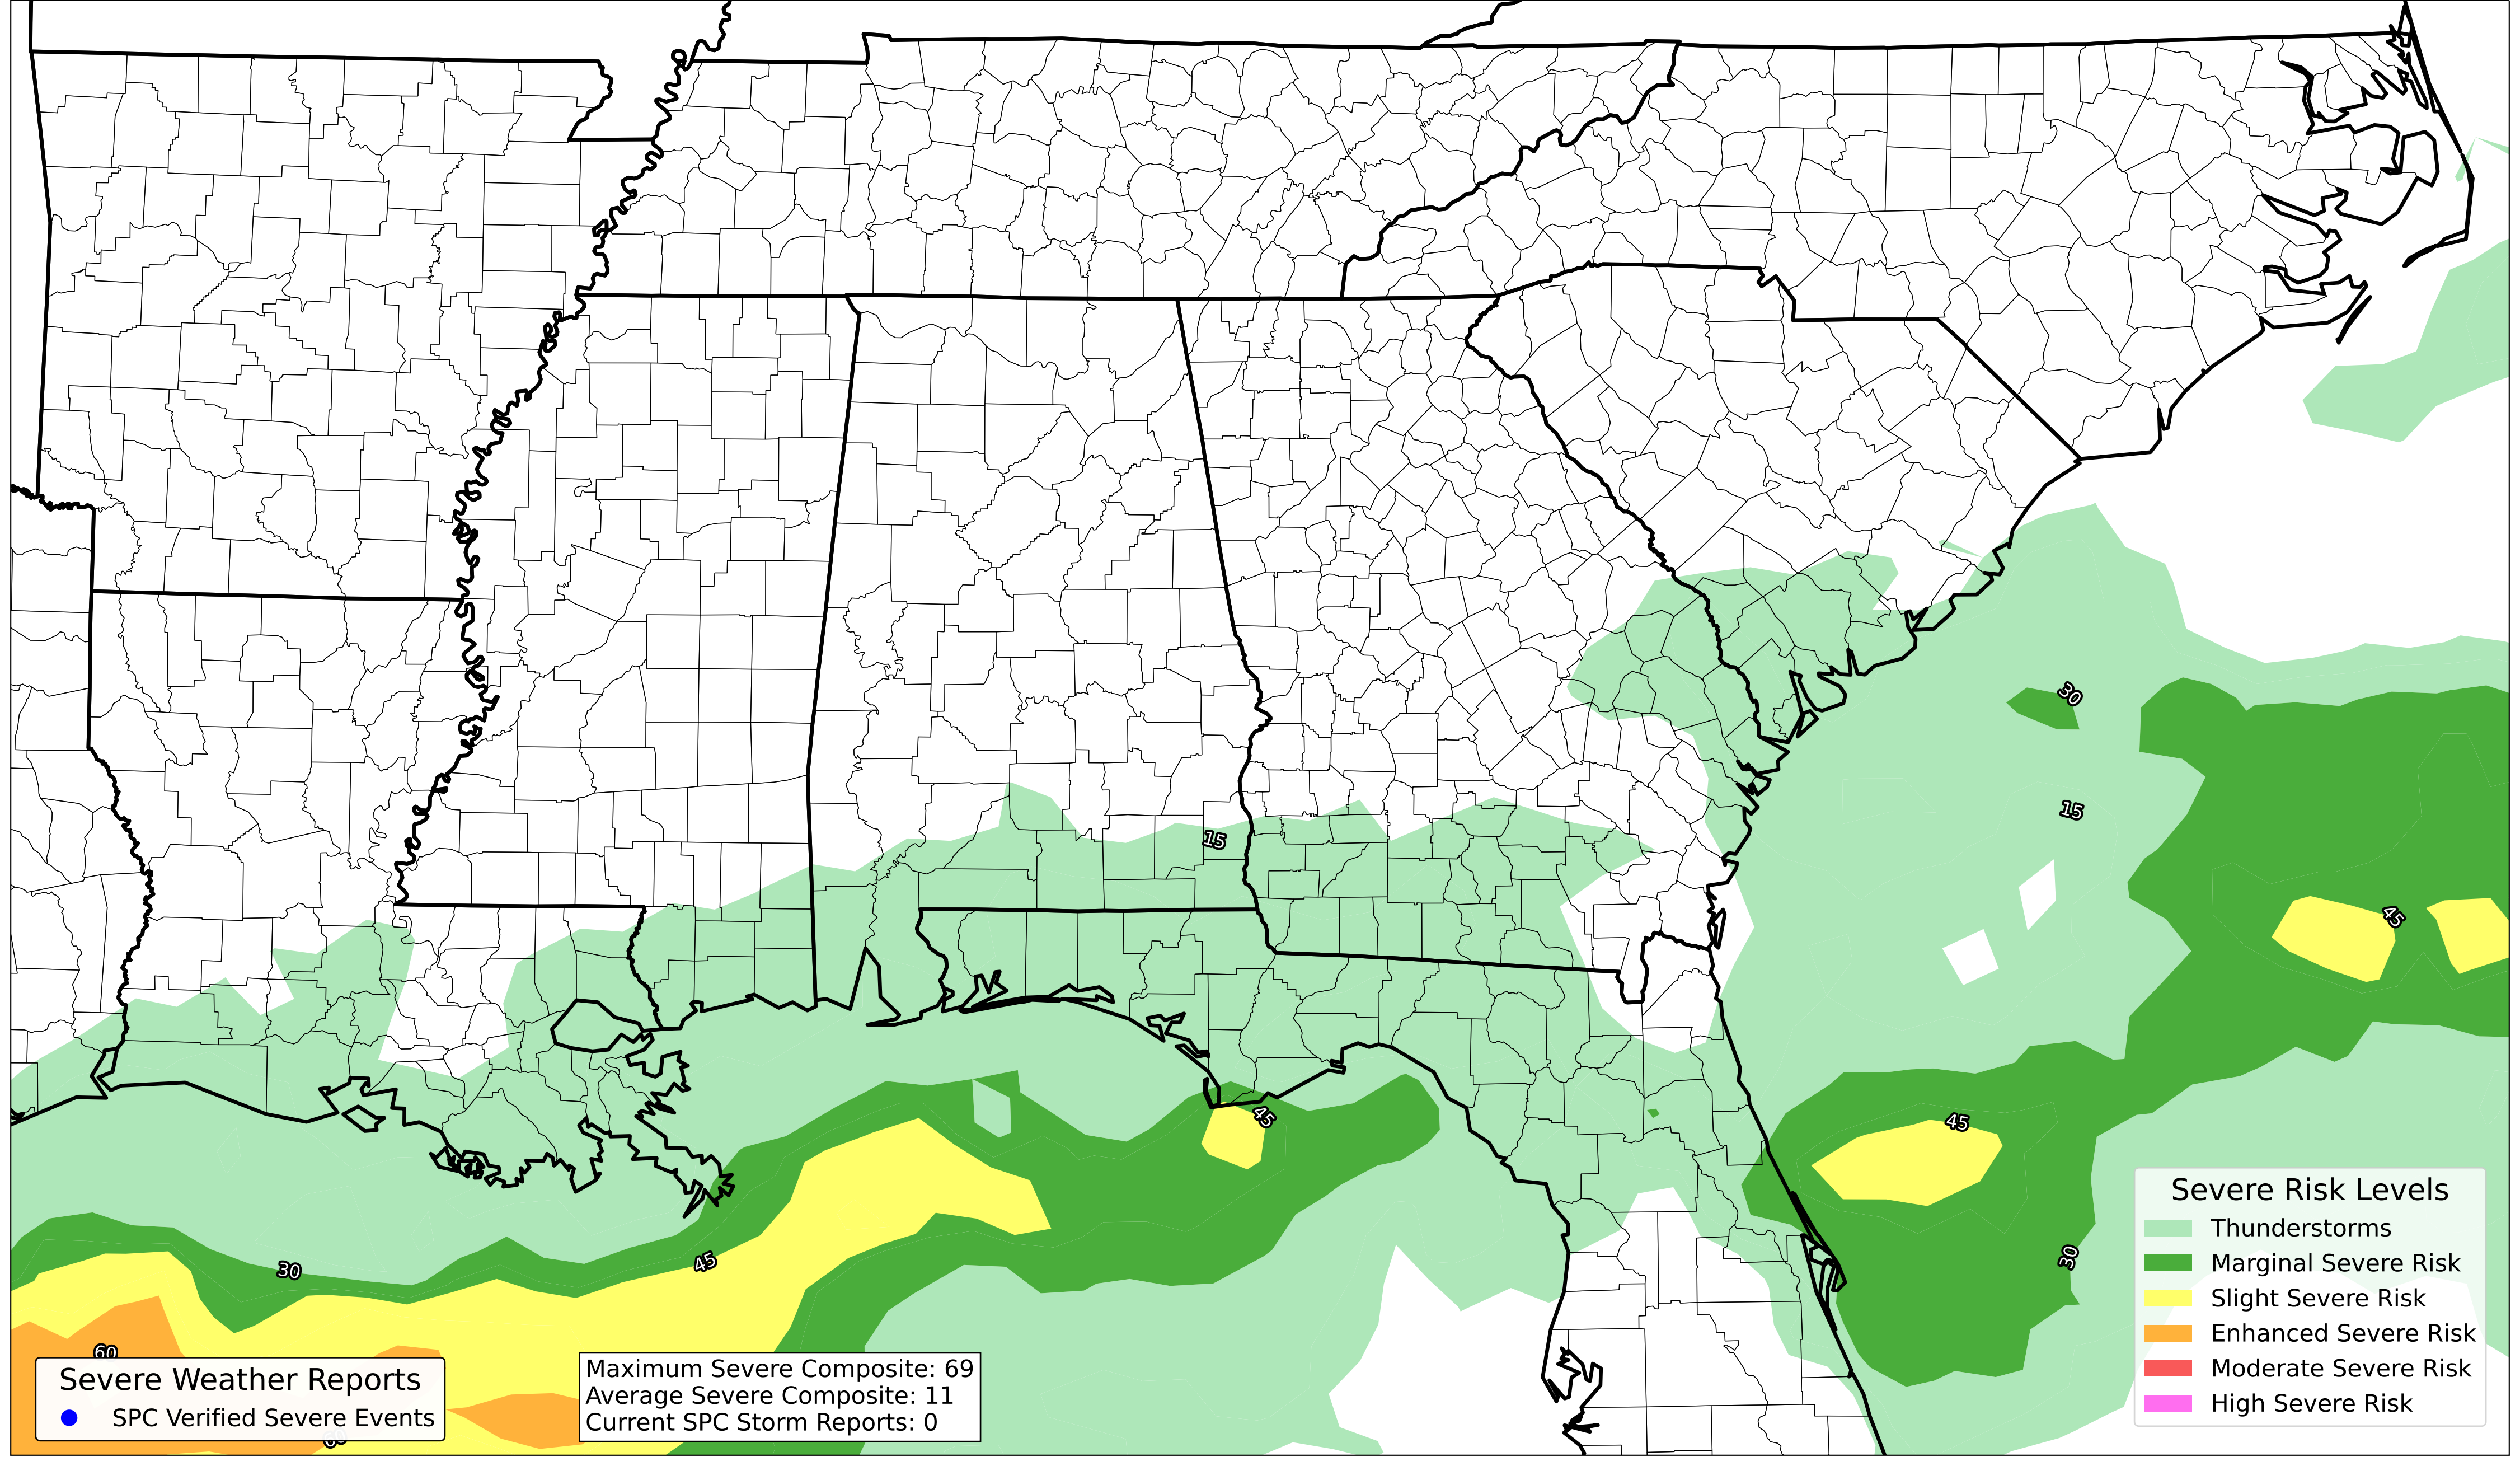 30
15
15
45
45
45
30
30
45
60
60
Severe Risk Levels
Thunderstorms
Marginal Severe Risk
Slight Severe Risk
Enhanced Severe Risk
Moderate Severe Risk
High Severe Risk
Severe Weather Reports
SPC Verified Severe Events
Maximum Severe Composite: 69
Average Severe Composite: 11
Current SPC Storm Reports: 0